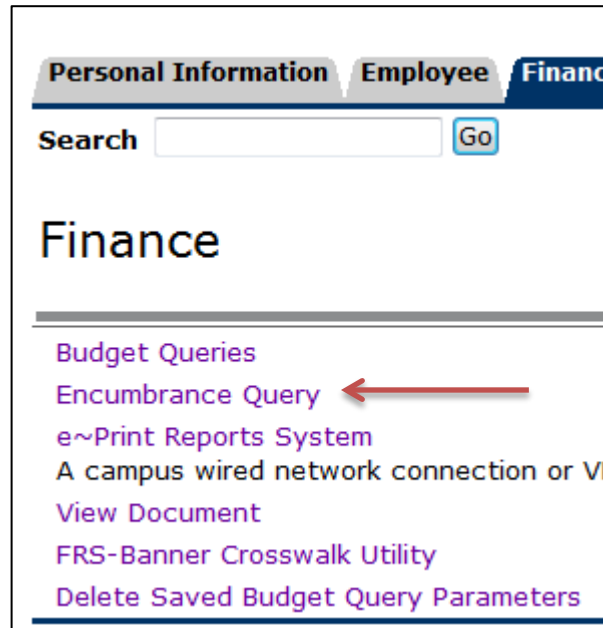 Personal Information Employee
Search Go
Finance
Budget Queries
Encumbrance Query
e~Print Reports System
A campus wired network connection or
View Document
FRS-Banner Crosswalk Utility
Delete Saved Budget Query Parameters